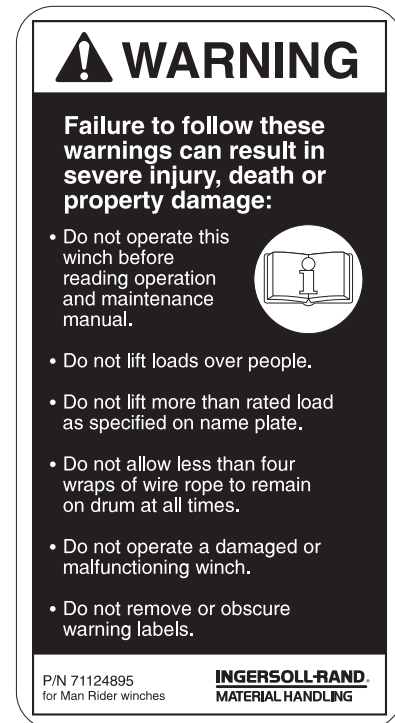 WARNING
Failure to follow these
warnings can result in
severe injury, death or
property damage:
• Do not operate this
winch before
reading operation
and maintenance
manual.
• Do not lift loads over people.
• Do not lift more than rated load
as specified on name plate.
• Do not allow less than four
wraps of wire rope to remain
on drum at all times.
• Do not operate a damaged or
malfunctioning winch.
• Do not remove or obscure
warning labels.
P/N 71124895
for Man Rider winches
INGERSOLL-RAND®
MATERIAL HANDLING